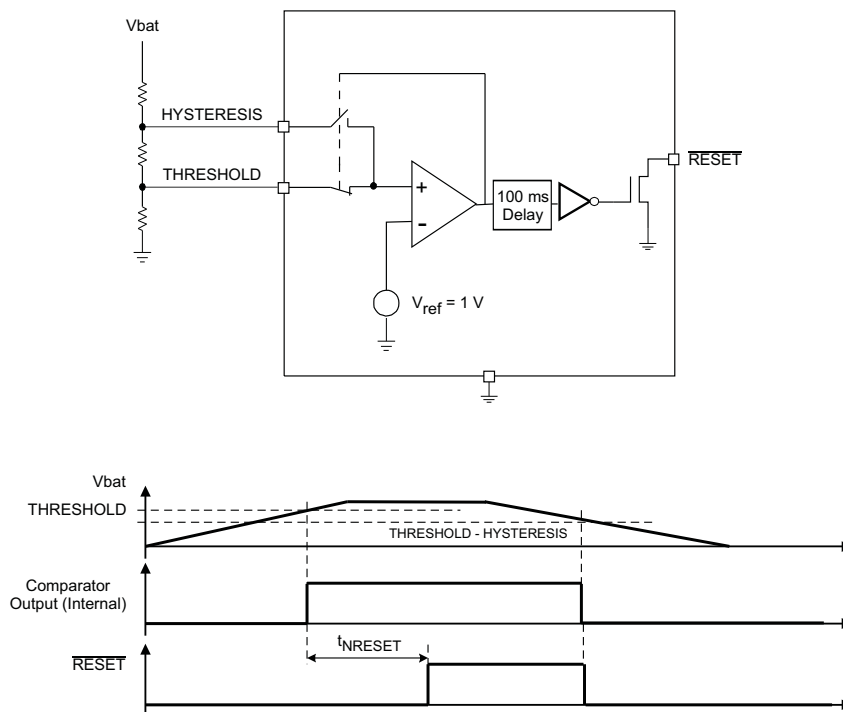 Vbat
HYSTERESIS
THRESHOLD
RESET
100 ms
Delay
+
-
Vref = 1 V
Vbat
THRESHOLD
THRESHOLD - HYSTERESIS
Comparator
Output (Internal)
tNRESET
RESET